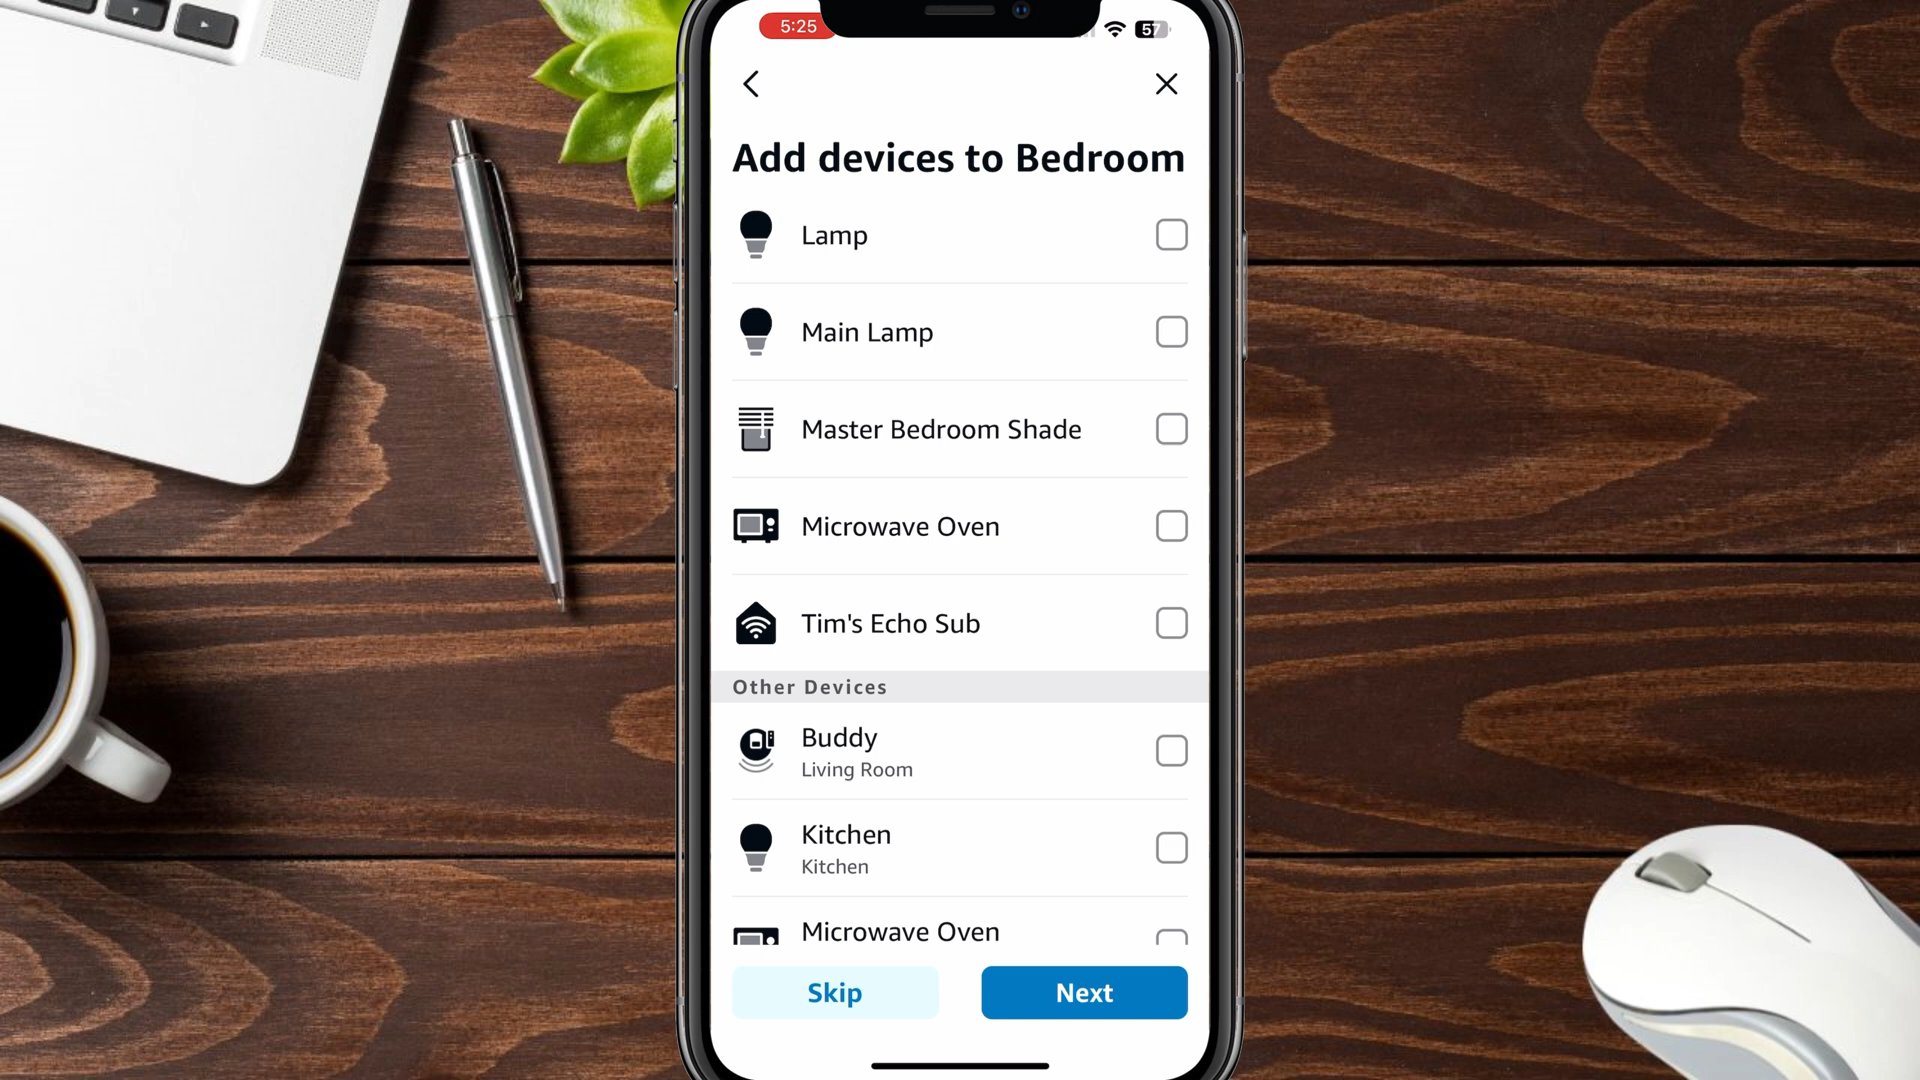 5:25
57
Add devices to Bedroom
Lamp
Main Lamp
Master Bedroom Shade
Microwave Oven
Tim's Echo Sub
Other Devices
Buddy
Living Room
Kitchen
Kitchen
Microwave Oven
Skip
Next